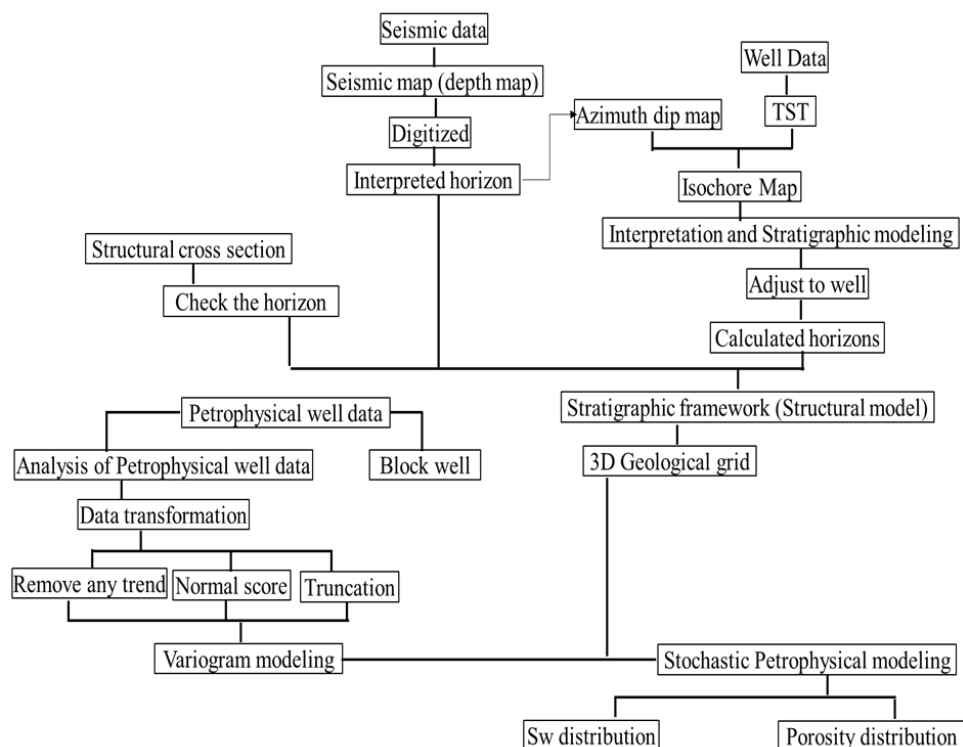 Seismic data
Well Data
Seismic map (depth map)
Azimuth dip map
TST
Digitized
Interpreted horizon
Isochore Map
Interpretation and Stratigraphic modeling
Structural cross section
Adjust to well
Check the horizon
Calculated horizons
Petrophysical well data
Stratigraphic framework (Structural model)
Analysis of Petrophysical well data
Block well
3D Geological grid
Data transformation
Remove any trend
Normal score
Truncation
Variogram modeling
Stochastic Petrophysical modeling
Sw distribution
Porosity distribution